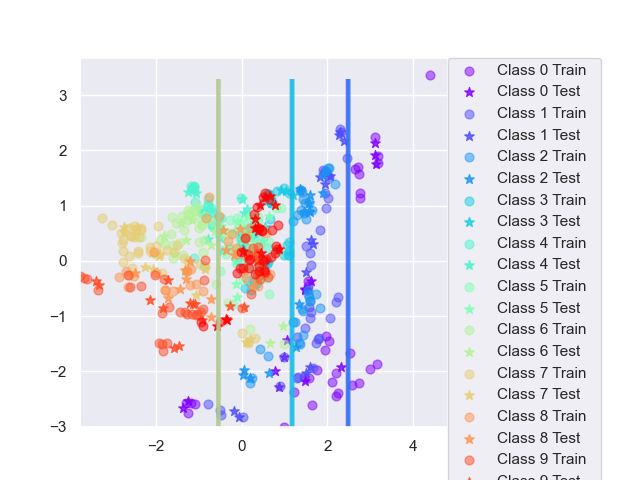 3
2
1
0
−1
−2
−3
−2
0
2
4
Class 0 Train
Class 0 Test
Class 1 Train
Class 1 Test
Class 2 Train
Class 2 Test
Class 3 Train
Class 3 Test
Class 4 Train
Class 4 Test
Class 5 Train
Class 5 Test
Class 6 Train
Class 6 Test
Class 7 Train
Class 7 Test
Class 8 Train
Class 8 Test
Class 9 Train
Class 9 Test